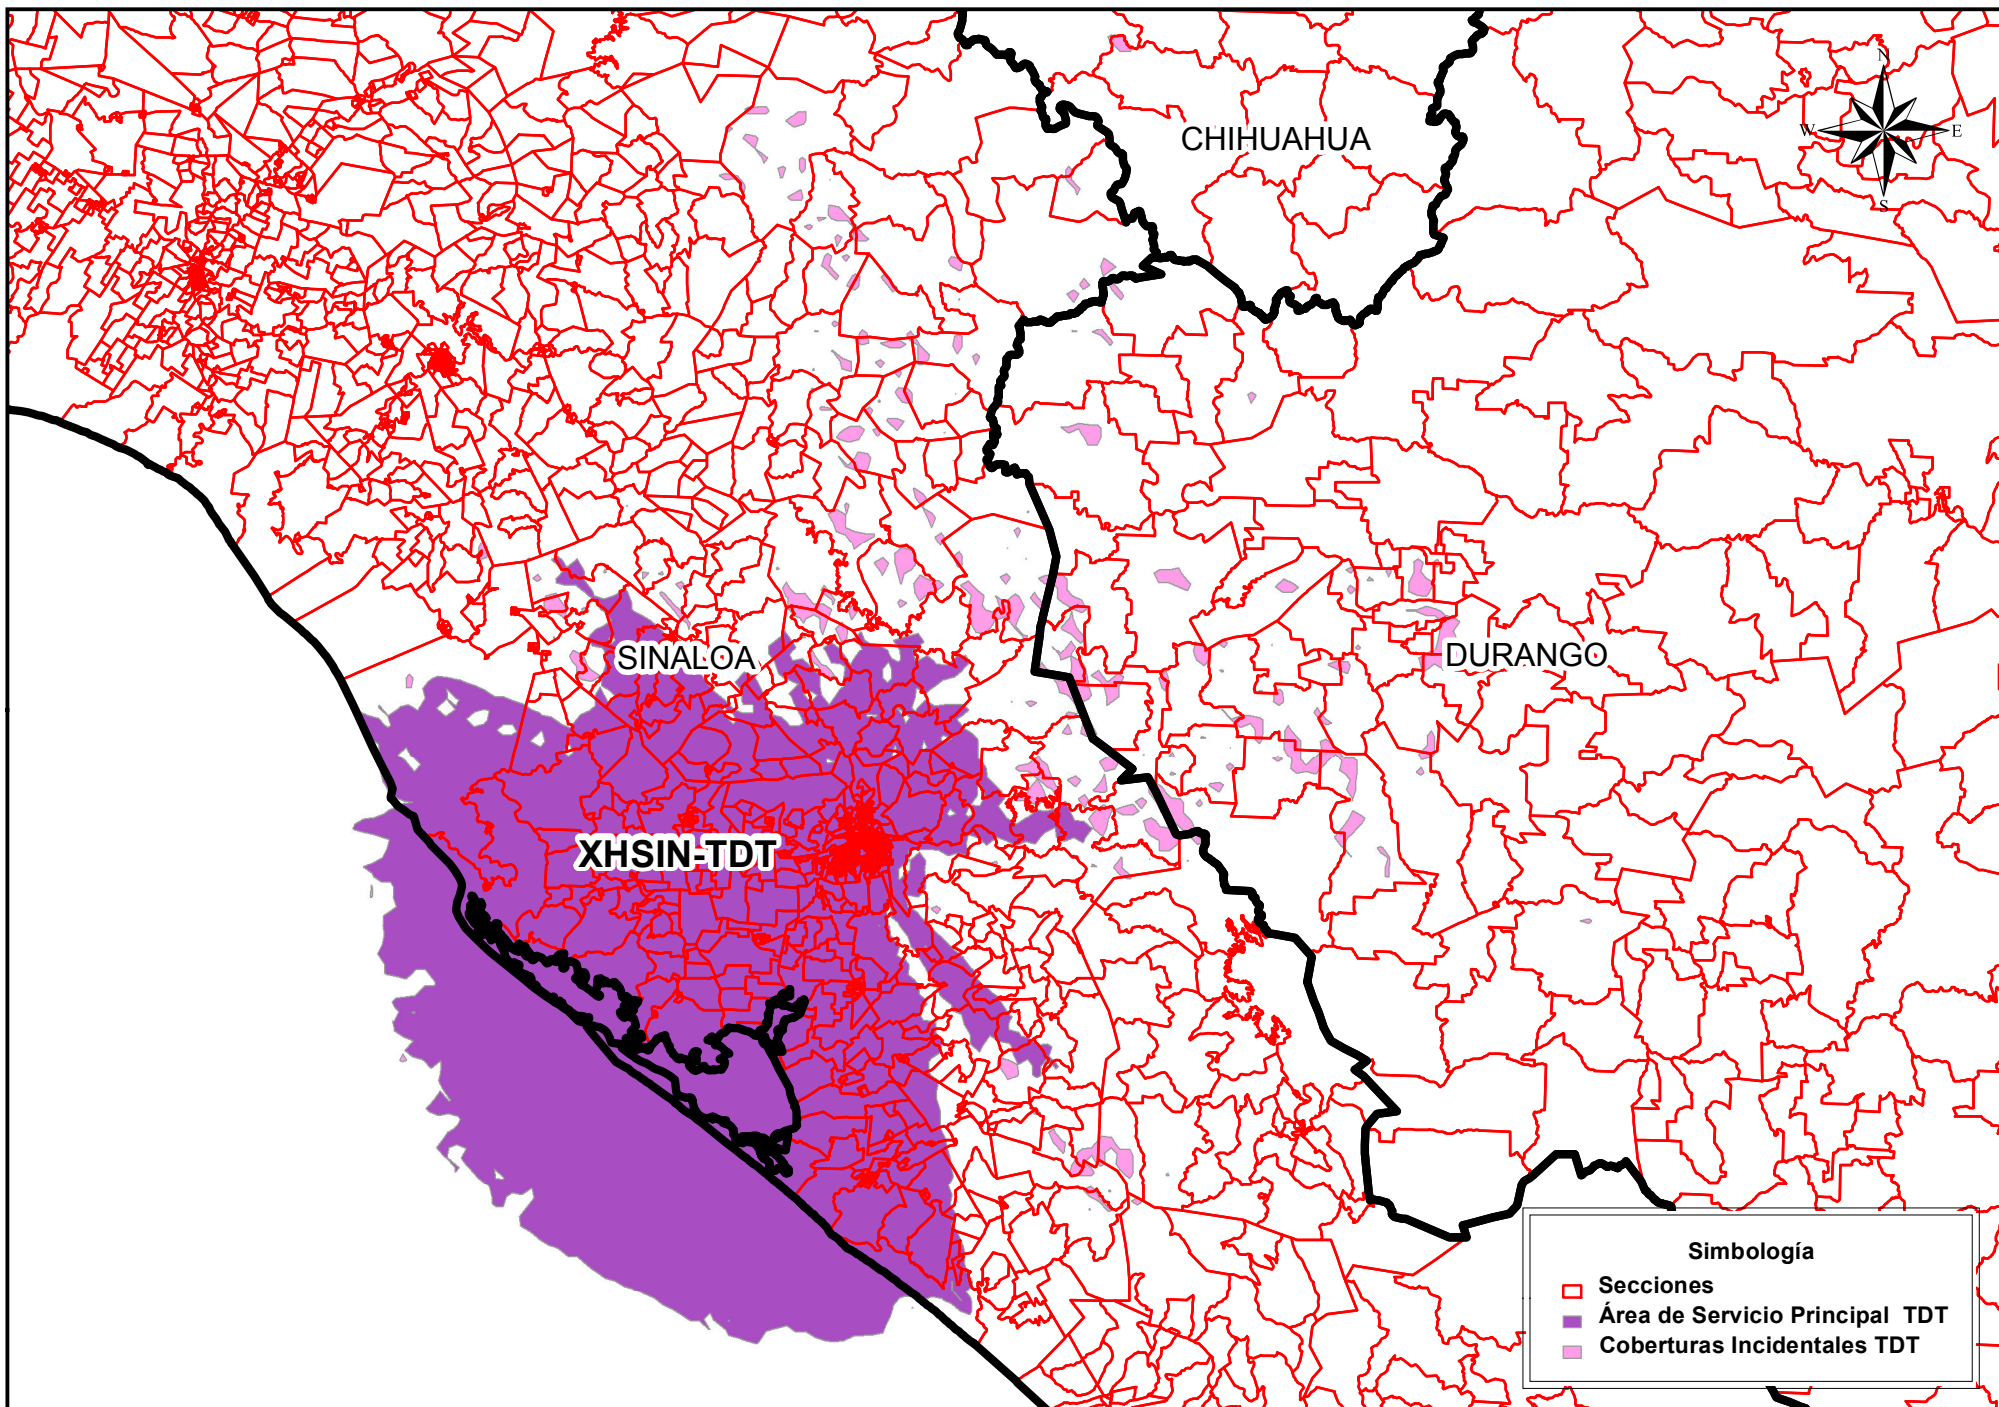 N
CHIHUAHUA
W
E
S
SINALOA
DURANGO
XHSIN-TDT
Simbología
Secciones
Área de Servicio Principal TDT
Coberturas Incidentales TDT